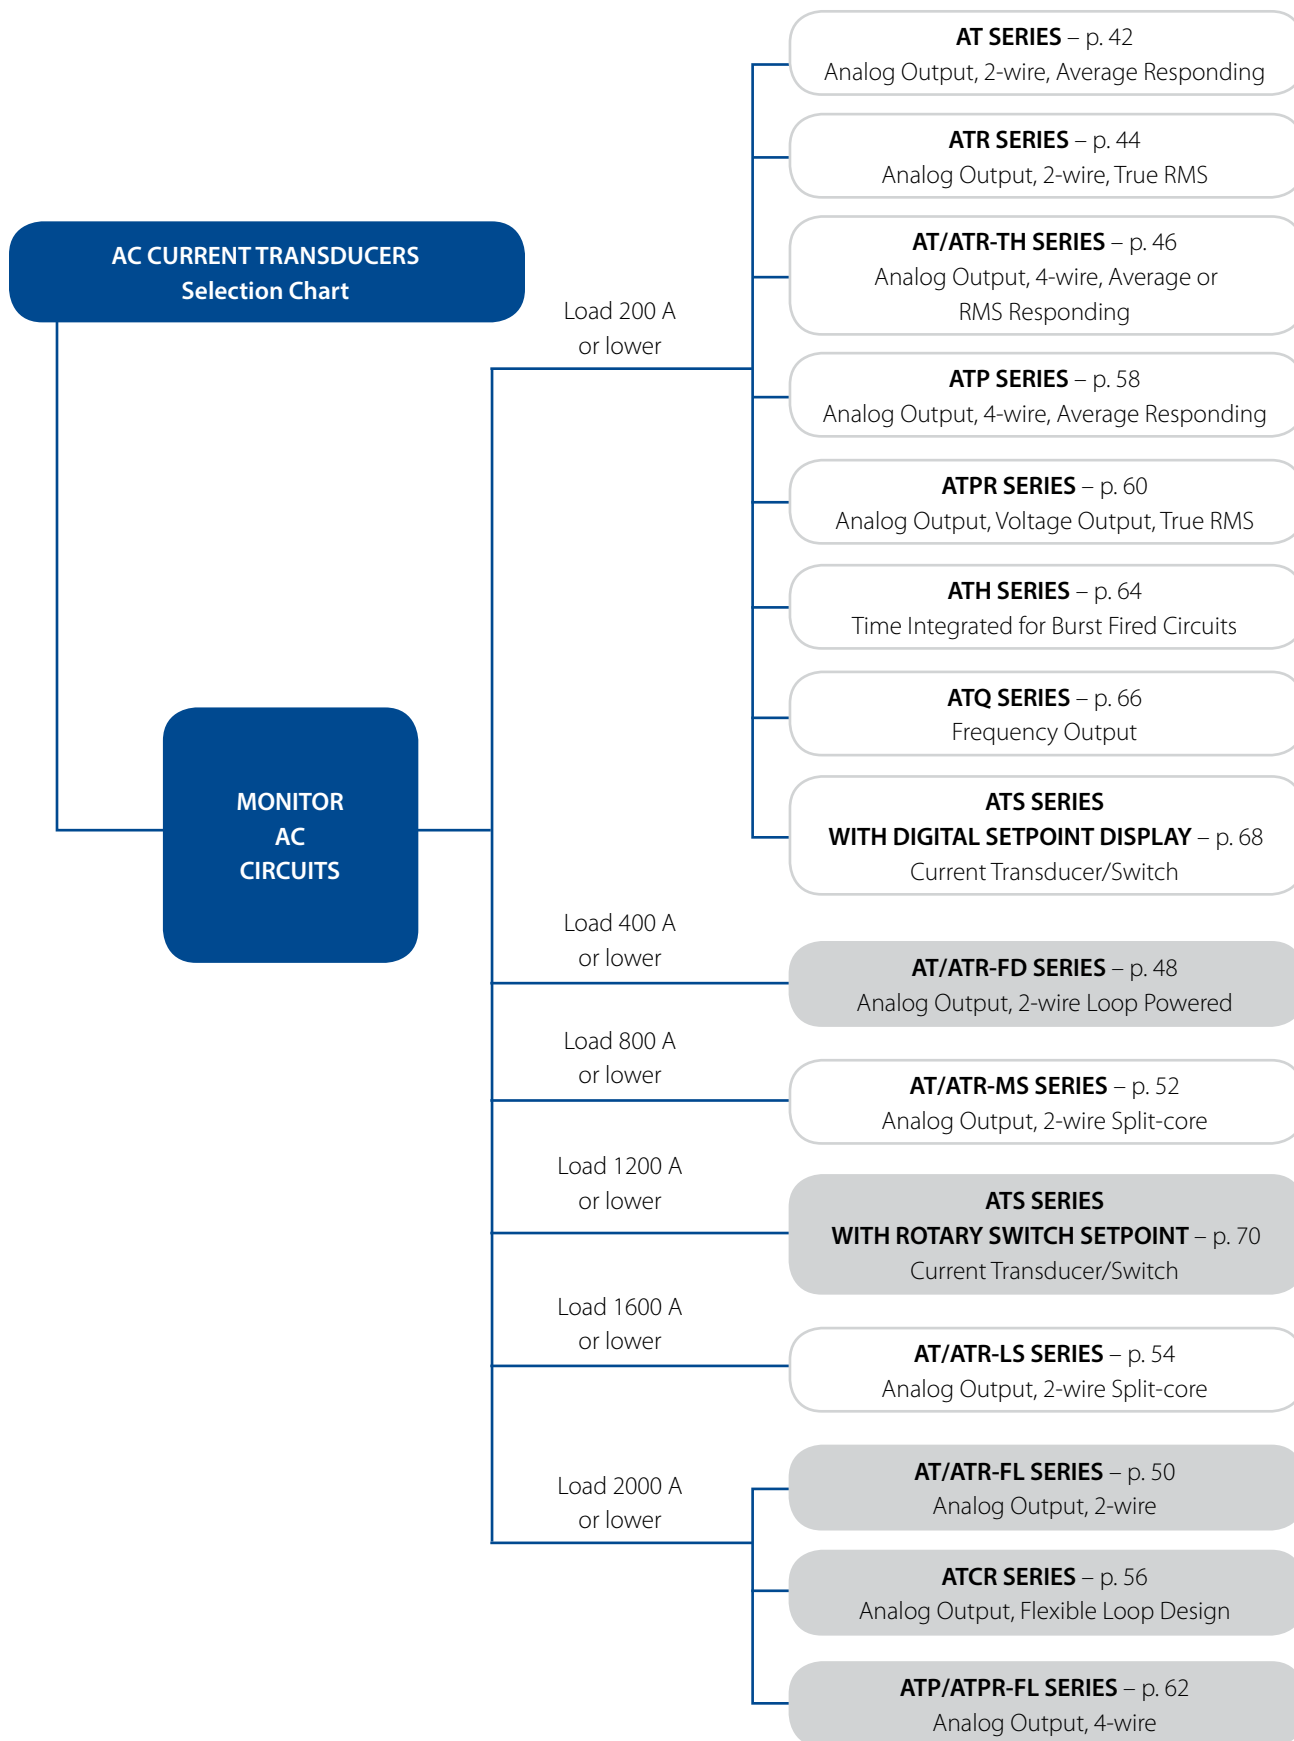 AC CURRENT TRANSDUCERS
Selection Chart
MONITOR
AC
CIRCUITS
Load 200 A
or lower
AT SERIES – p. 42
Analog Output, 2-wire, Average Responding
ATR SERIES – p. 44
Analog Output, 2-wire, True RMS
AT/ATR-TH SERIES – p. 46
Analog Output, 4-wire, Average or
RMS Responding
ATP SERIES – p. 58
Analog Output, 4-wire, Average Responding
ATPR SERIES – p. 60
Analog Output, Voltage Output, True RMS
ATH SERIES – p. 64
Time Integrated for Burst Fired Circuits
ATQ SERIES – p. 66
Frequency Output
ATS SERIES
WITH DIGITAL SETPOINT DISPLAY – p. 68
Current Transducer/Switch
Load 400 A
or lower
AT/ATR-FD SERIES – p. 48
Analog Output, 2-wire Loop Powered
Load 800 A
or lower
AT/ATR-MS SERIES – p. 52
Analog Output, 2-wire Split-core
Load 1200 A
or lower
ATS SERIES
WITH ROTARY SWITCH SETPOINT – p. 70
Current Transducer/Switch
Load 1600 A
or lower
AT/ATR-LS SERIES – p. 54
Analog Output, 2-wire Split-core
Load 2000 A
or lower
AT/ATR-FL SERIES – p. 50
Analog Output, 2-wire
ATCR SERIES – p. 56
Analog Output, Flexible Loop Design
ATP/ATPR-FL SERIES – p. 62
Analog Output, 4-wire